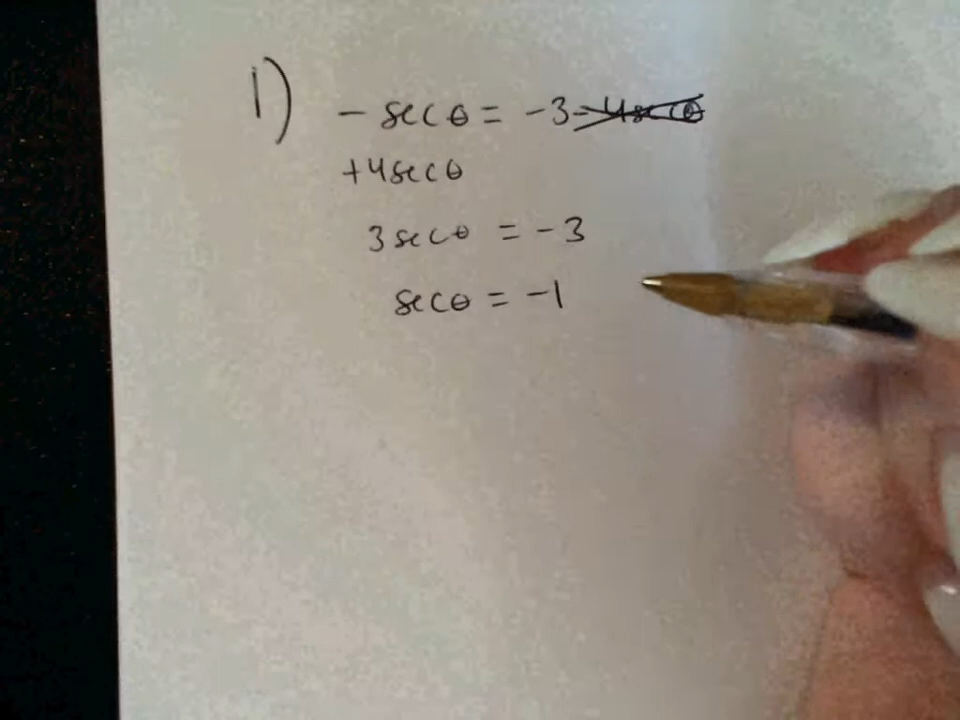 1) - secθ = -3 - 4secθ
+4secθ
3secθ = -3
secθ = -1